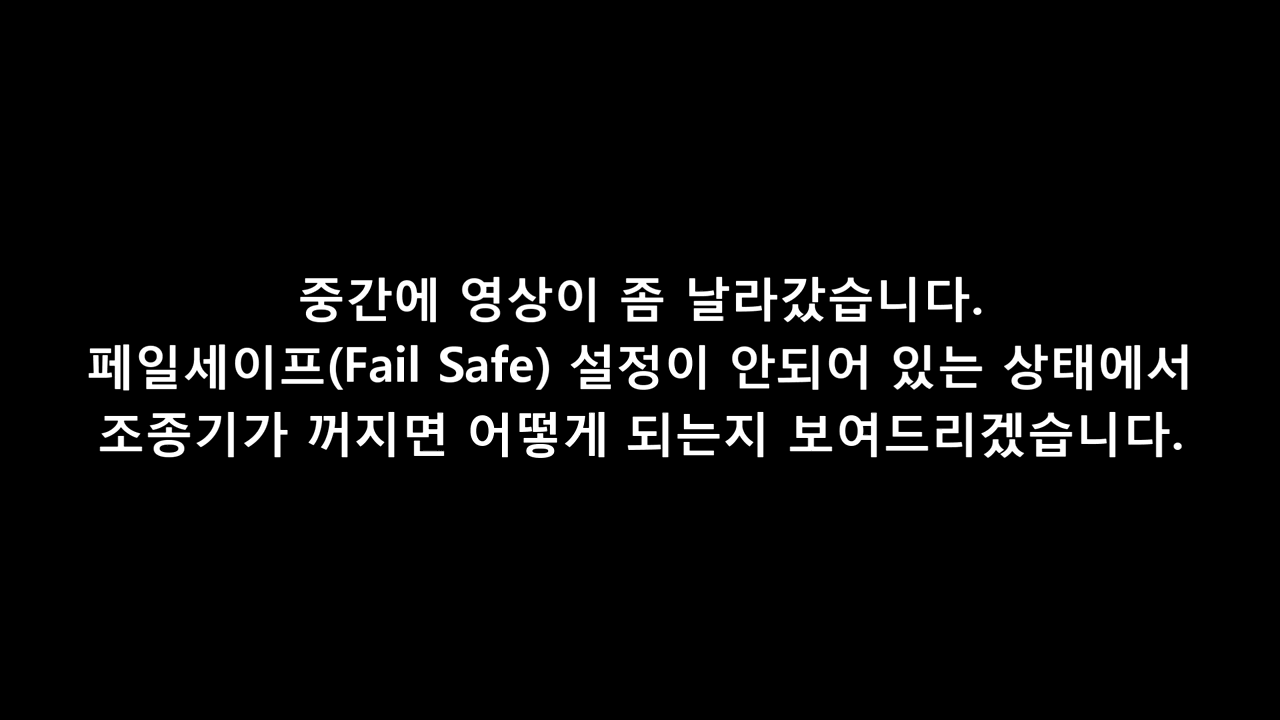 중간에 영상이 좀 날라갔습니다.
페일세이프(Fail Safe) 설정이 안되어 있는 상태에서
조종기가 꺼지면 어떻게 되는지 보여드리겠습니다.